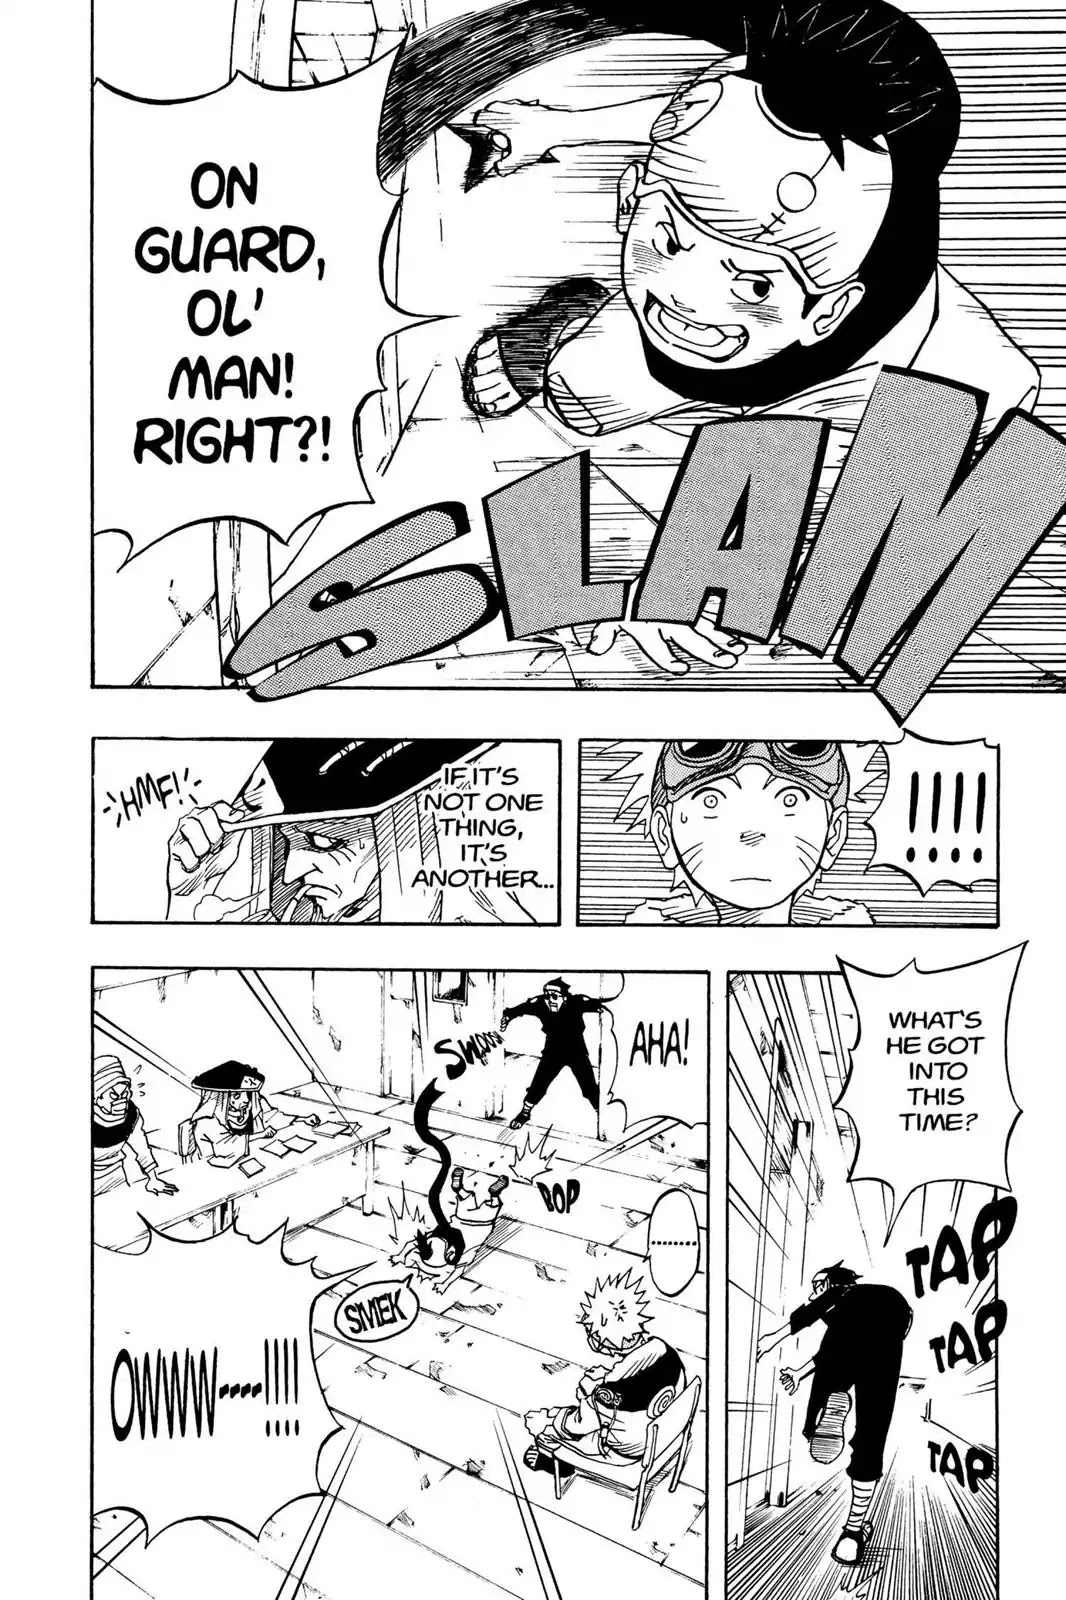 ON
GUARD,
OL'
MAN!
RIGHT?!
SLAM
!!!!
IF IT'S
NOT ONE
THING,
IT'S
ANOTHER...
HMF!
WHAT'S
HE GOT
INTO
THIS
TIME?
TAP
TAP
TAP
AHA!
SWOOSH
BOP
..........
SMEK
OWWW-----!!!!